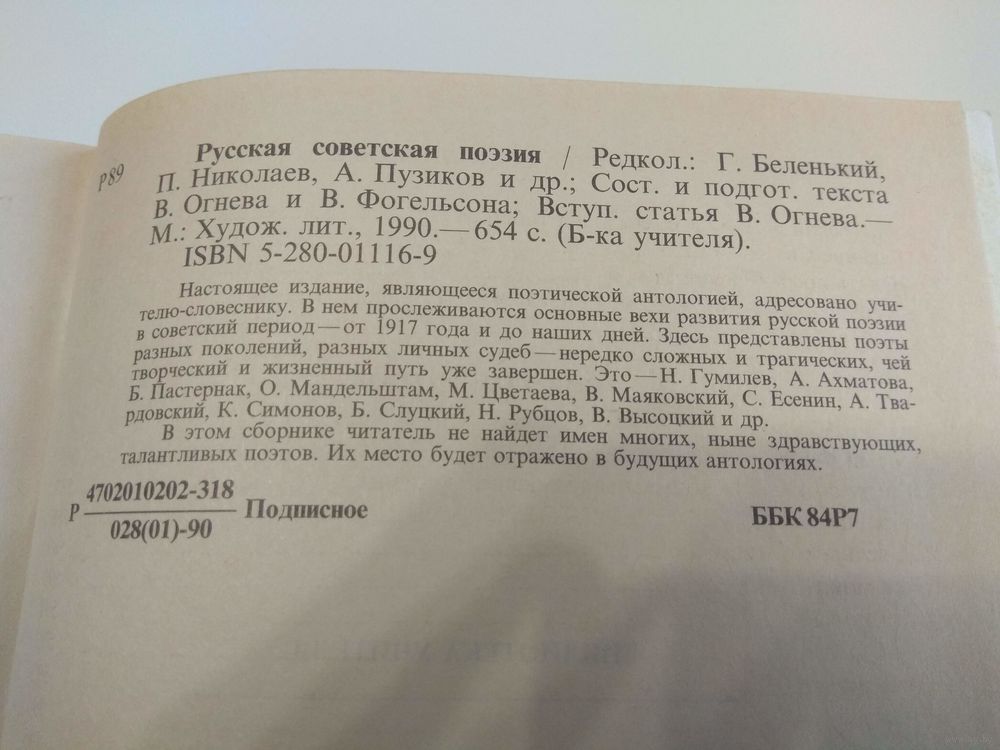 Русская советская поэзия / Редкол.: Г. Беленький,
Р89
П. Николаев, А. Пузиков и др.; Сост. и подгот. текста
В. Огнева и В. Фогельсона; Вступ. статья В. Огнева.—
М.: Худож. лит., 1990.— 654 с. (Б-ка учителя).
ISBN 5-280-01116-9
Настоящее издание, являющееся поэтической антологией, адресовано учи-
телю-словеснику. В нем прослеживаются основные вехи развития русской поэзии
в советский период — от 1917 года и до наших дней. Здесь представлены поэты
разных поколений, разных личных судеб — нередко сложных и трагических, чей
творческий и жизненный путь уже завершен. Это — Н. Гумилев, А. Ахматова,
Б. Пастернак, О. Мандельштам, М. Цветаева, В. Маяковский, С. Есенин, А. Тва-
рдовский, К. Симонов, Б. Слуцкий, Н. Рубцов, В. Высоцкий и др.
В этом сборнике читатель не найдет имен многих, ныне здравствующих,
талантливых поэтов. Их место будет отражено в будущих антологиях.
4702010202-318
Р Подписное
028(01)-90
ББК 84Р7